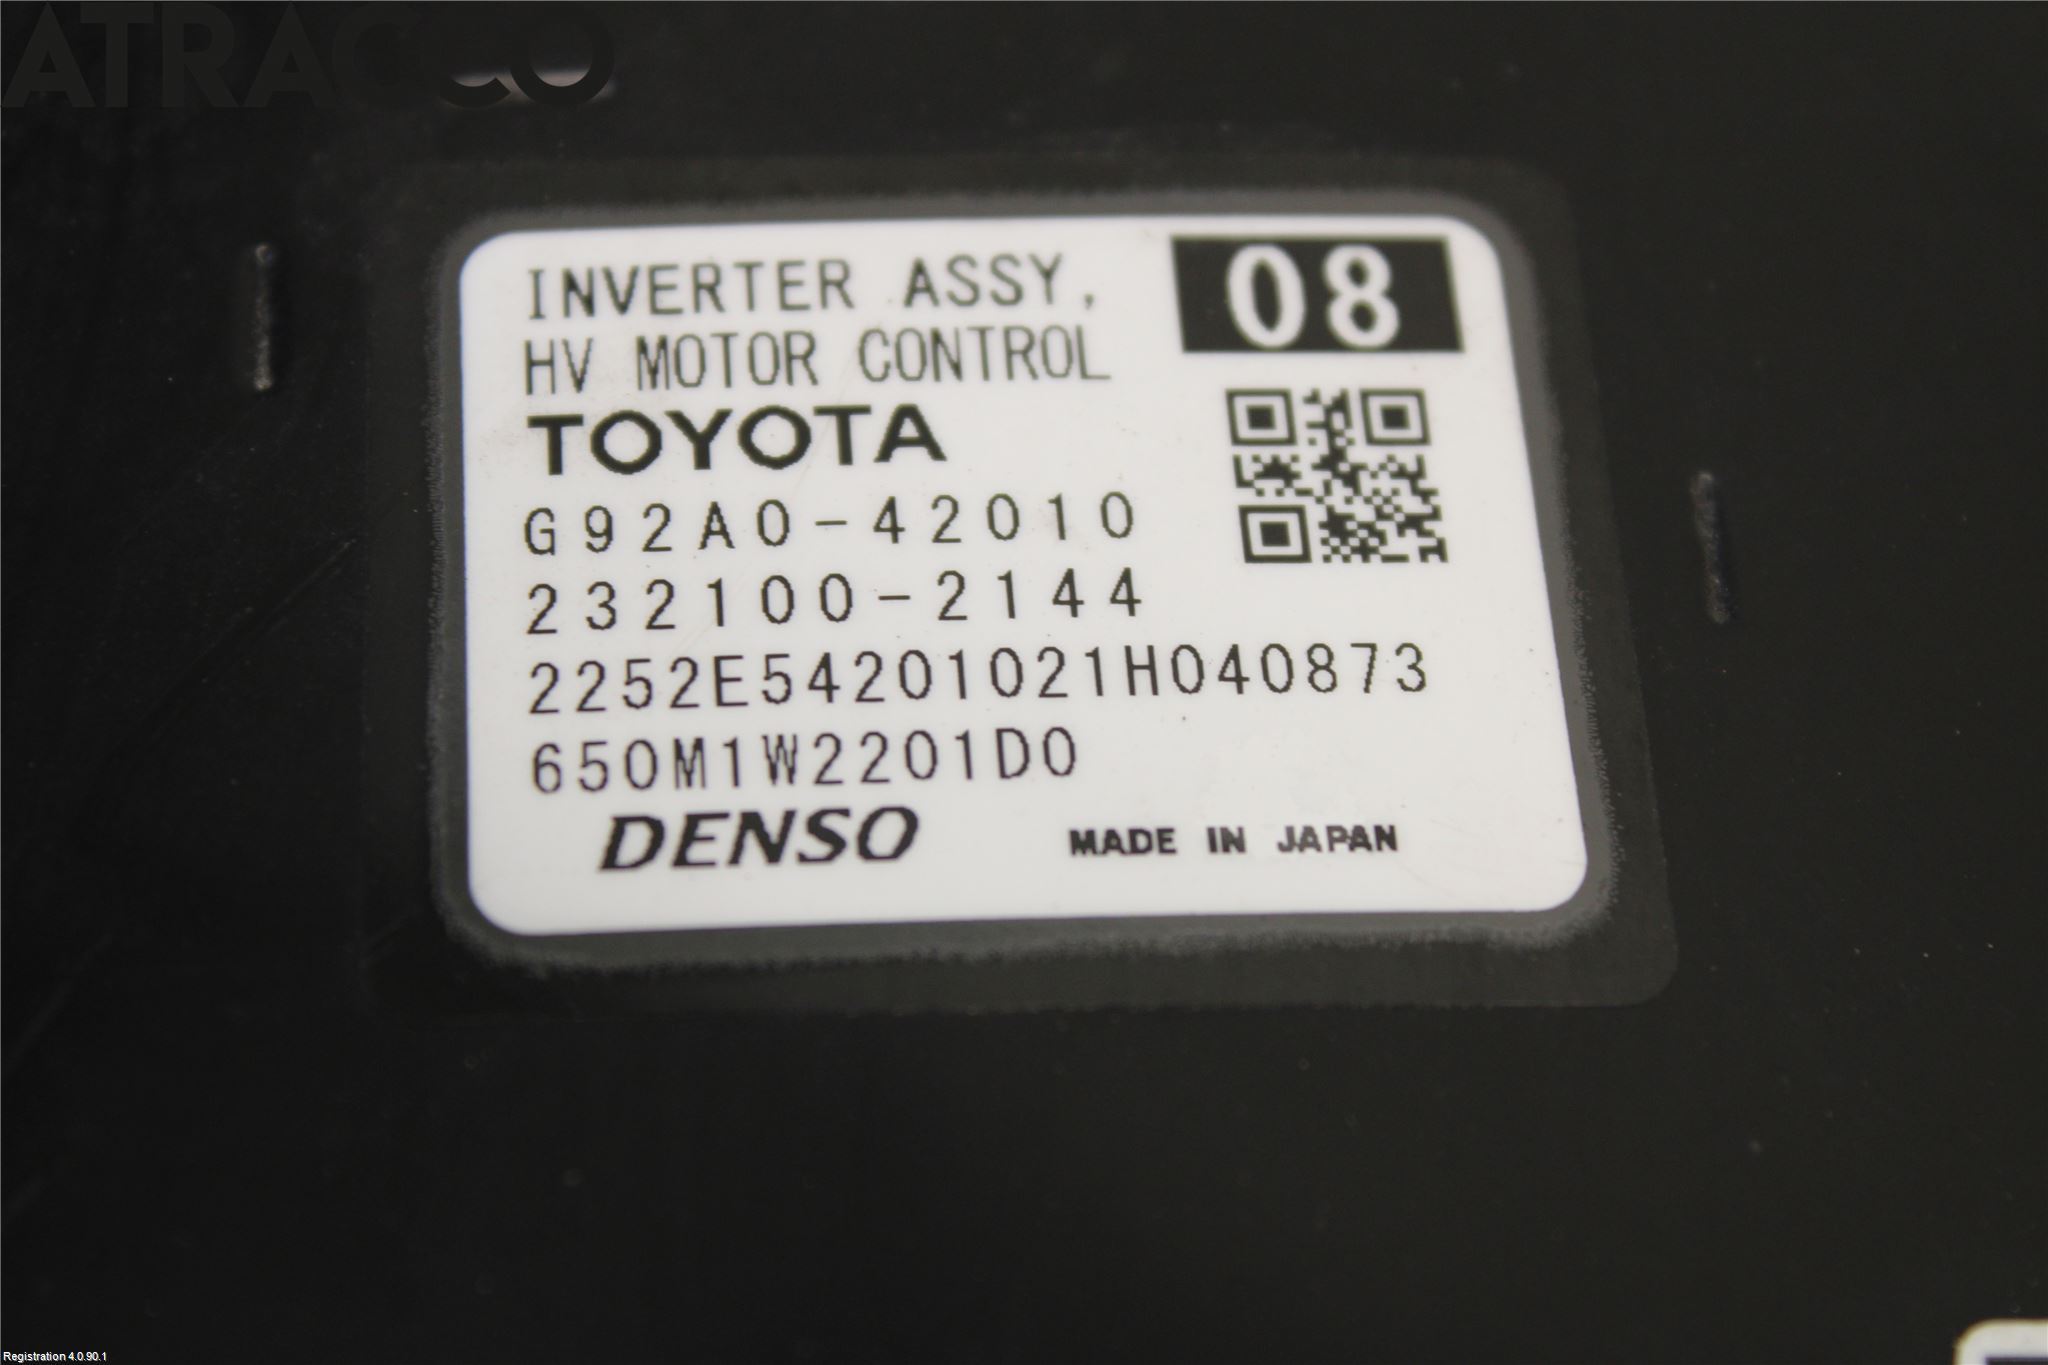 ATRACCO
INVERTER ASSY,
HV MOTOR CONTROL
08
TOYOTA
G92A0-42010
232100-2144
2252E54201021H040873
650M1W2201D0
DENSO
MADE IN JAPAN
Registration 4.0.90.1